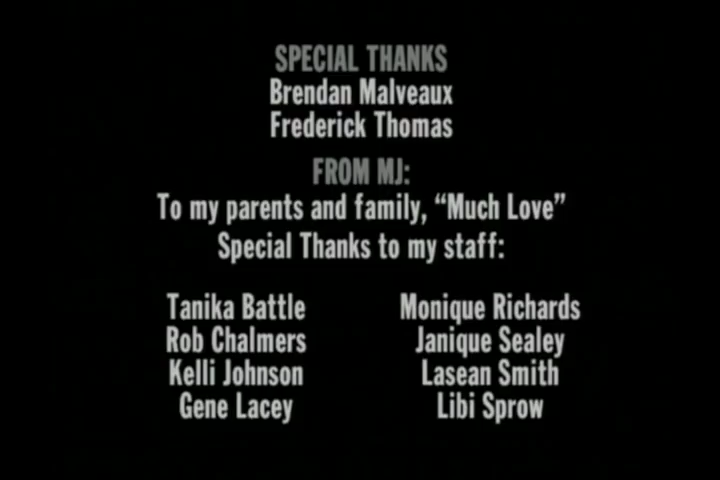 SPECIAL THANKS
Brendan Malveaux
Frederick Thomas
FROM MJ:
To my parents and family, “Much Love”
Special Thanks to my staff:
Tanika Battle
Rob Chalmers
Kelli Johnson
Gene Lacey
Monique Richards
Janique Sealey
Lasean Smith
Libi Sprow